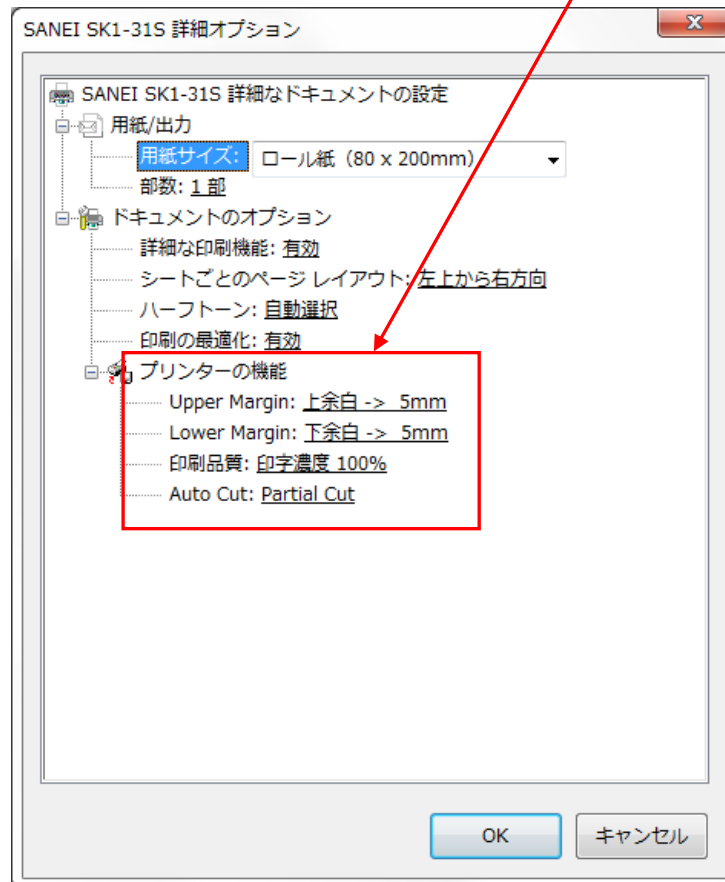 SANEI SK1-31S 詳細オプション
SANEI SK1-31S 詳細なドキュメントの設定
用紙/出力
用紙サイズ: ロール紙（80 x 200mm）
部数: 1 部
ドキュメントのオプション
詳細な印刷機能: 有効
シートごとのページ レイアウト: 左上から右方向
ハーフトーン: 自動選択
印刷の最適化: 有効
プリンターの機能
Upper Margin: 上余白 -> 5mm
Lower Margin: 下余白 -> 5mm
印刷品質: 印字濃度 100%
Auto Cut: Partial Cut
OK キャンセル